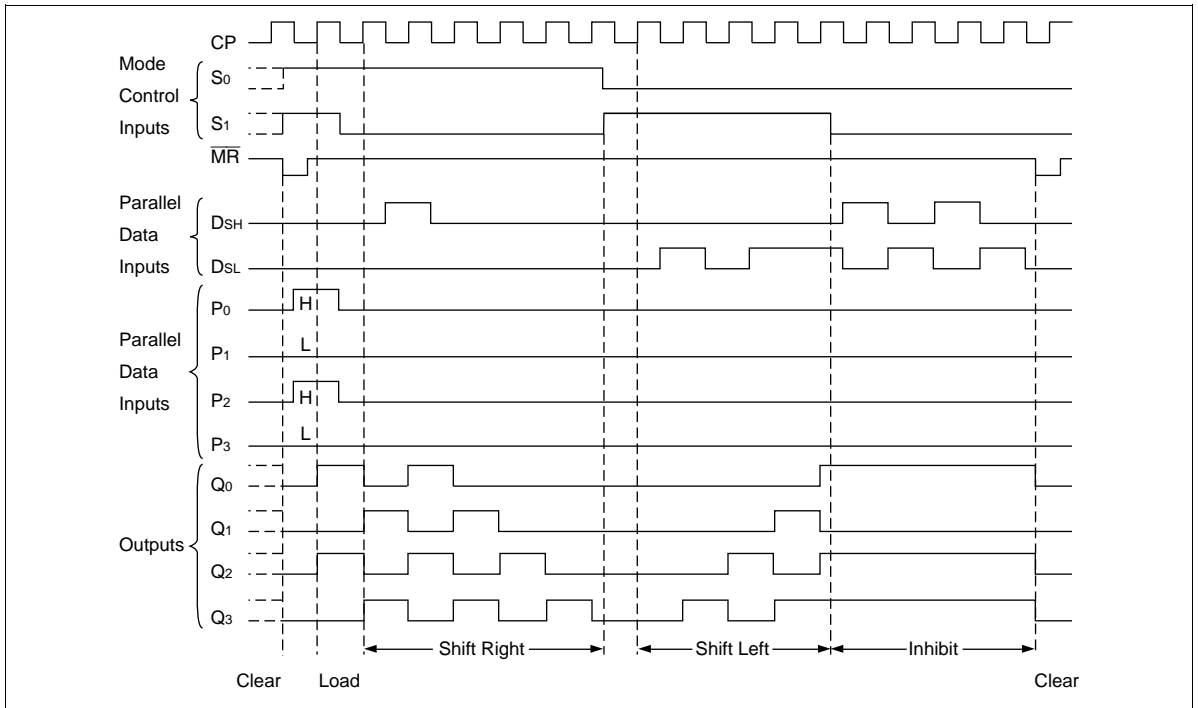 CP
Mode
Control
Inputs
S0
S1
MR
Parallel
Data
Inputs
DSH
DSL
Parallel
Data
Inputs
P0 H
P1 L
P2 H
P3 L
Outputs
Q0
Q1
Q2
Q3
Shift Right
Shift Left
Inhibit
Clear
Load
Clear